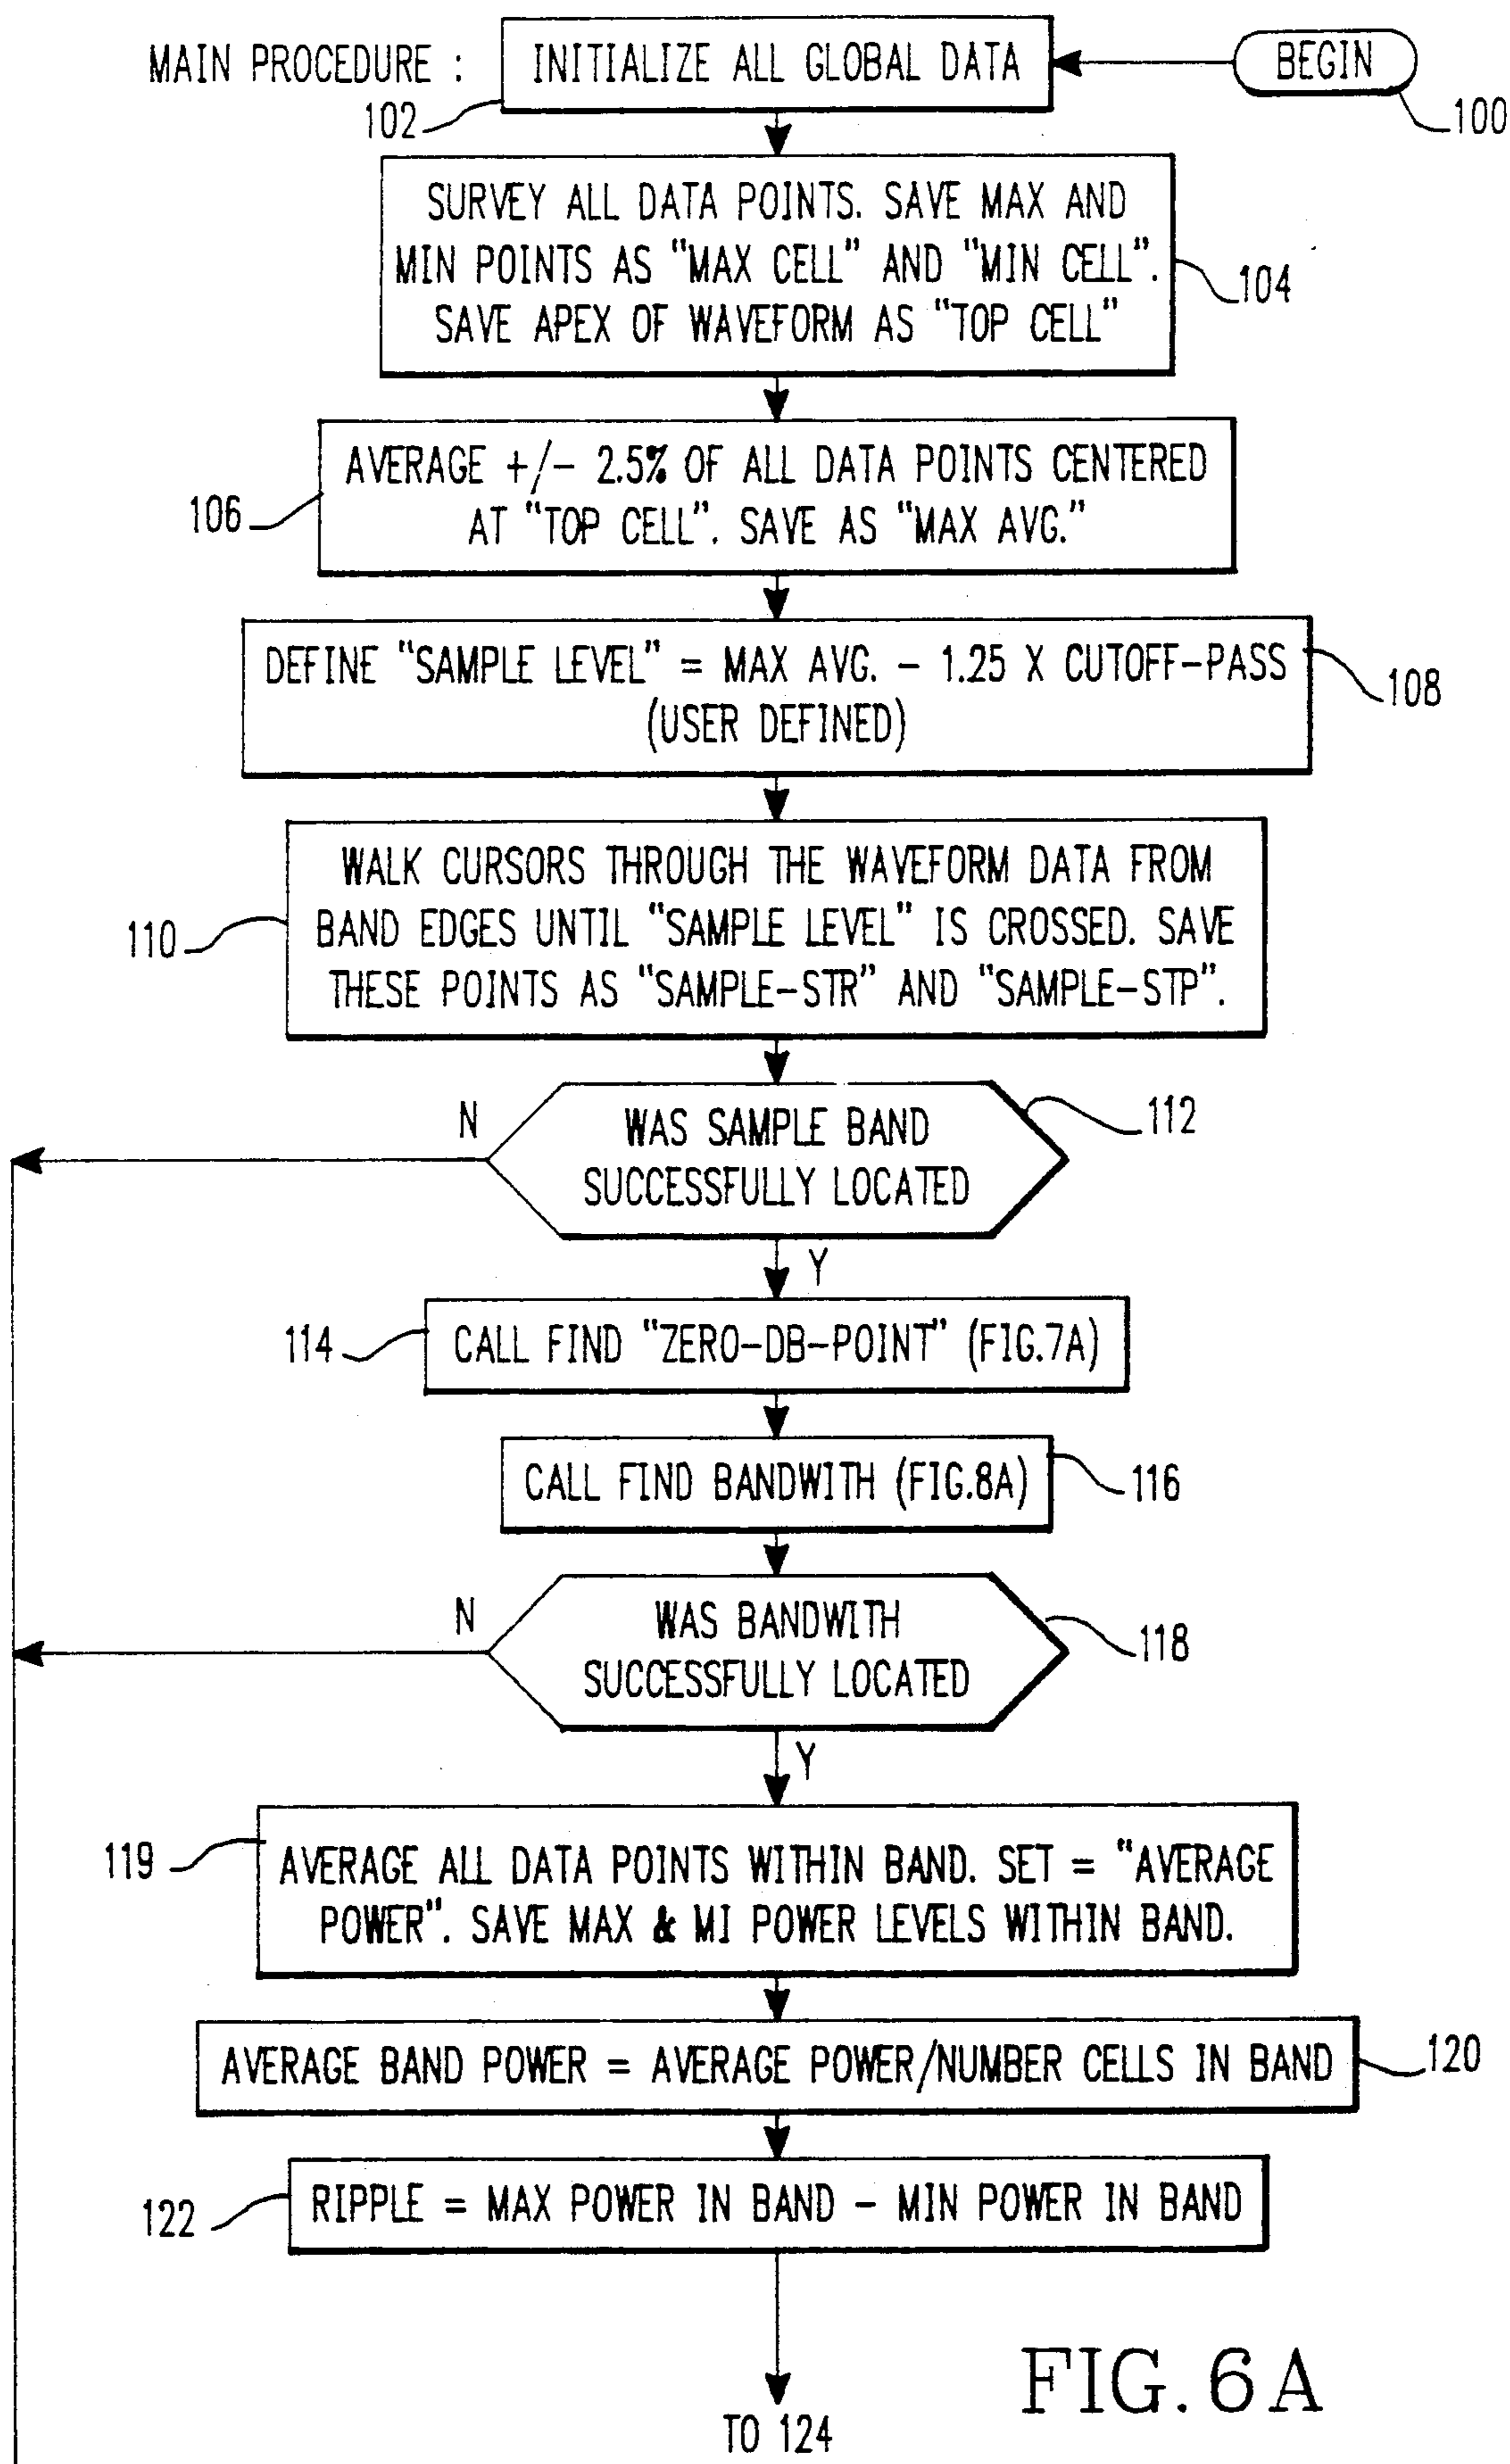 MAIN PROCEDURE :
INITIALIZE ALL GLOBAL DATA
BEGIN
102
100
SURVEY ALL DATA POINTS. SAVE MAX AND
MIN POINTS AS "MAX CELL" AND "MIN CELL".
SAVE APEX OF WAVEFORM AS "TOP CELL"
104
AVERAGE +/- 2.5% OF ALL DATA POINTS CENTERED
AT "TOP CELL". SAVE AS "MAX AVG."
106
DEFINE "SAMPLE LEVEL" = MAX AVG. - 1.25 X CUTOFF-PASS
(USER DEFINED)
108
WALK CURSORS THROUGH THE WAVEFORM DATA FROM
BAND EDGES UNTIL "SAMPLE LEVEL" IS CROSSED. SAVE
THESE POINTS AS "SAMPLE-STR" AND "SAMPLE-STP".
110
N
WAS SAMPLE BAND
SUCCESSFULLY LOCATED
112
Y
114
CALL FIND "ZERO-DB-POINT" (FIG.7A)
CALL FIND BANDWITH (FIG.8A)
116
N
WAS BANDWITH
SUCCESSFULLY LOCATED
118
Y
119
AVERAGE ALL DATA POINTS WITHIN BAND. SET = "AVERAGE
POWER". SAVE MAX & MI POWER LEVELS WITHIN BAND.
AVERAGE BAND POWER = AVERAGE POWER/NUMBER CELLS IN BAND
120
122
RIPPLE = MAX POWER IN BAND - MIN POWER IN BAND
TO 124
FIG. 6A